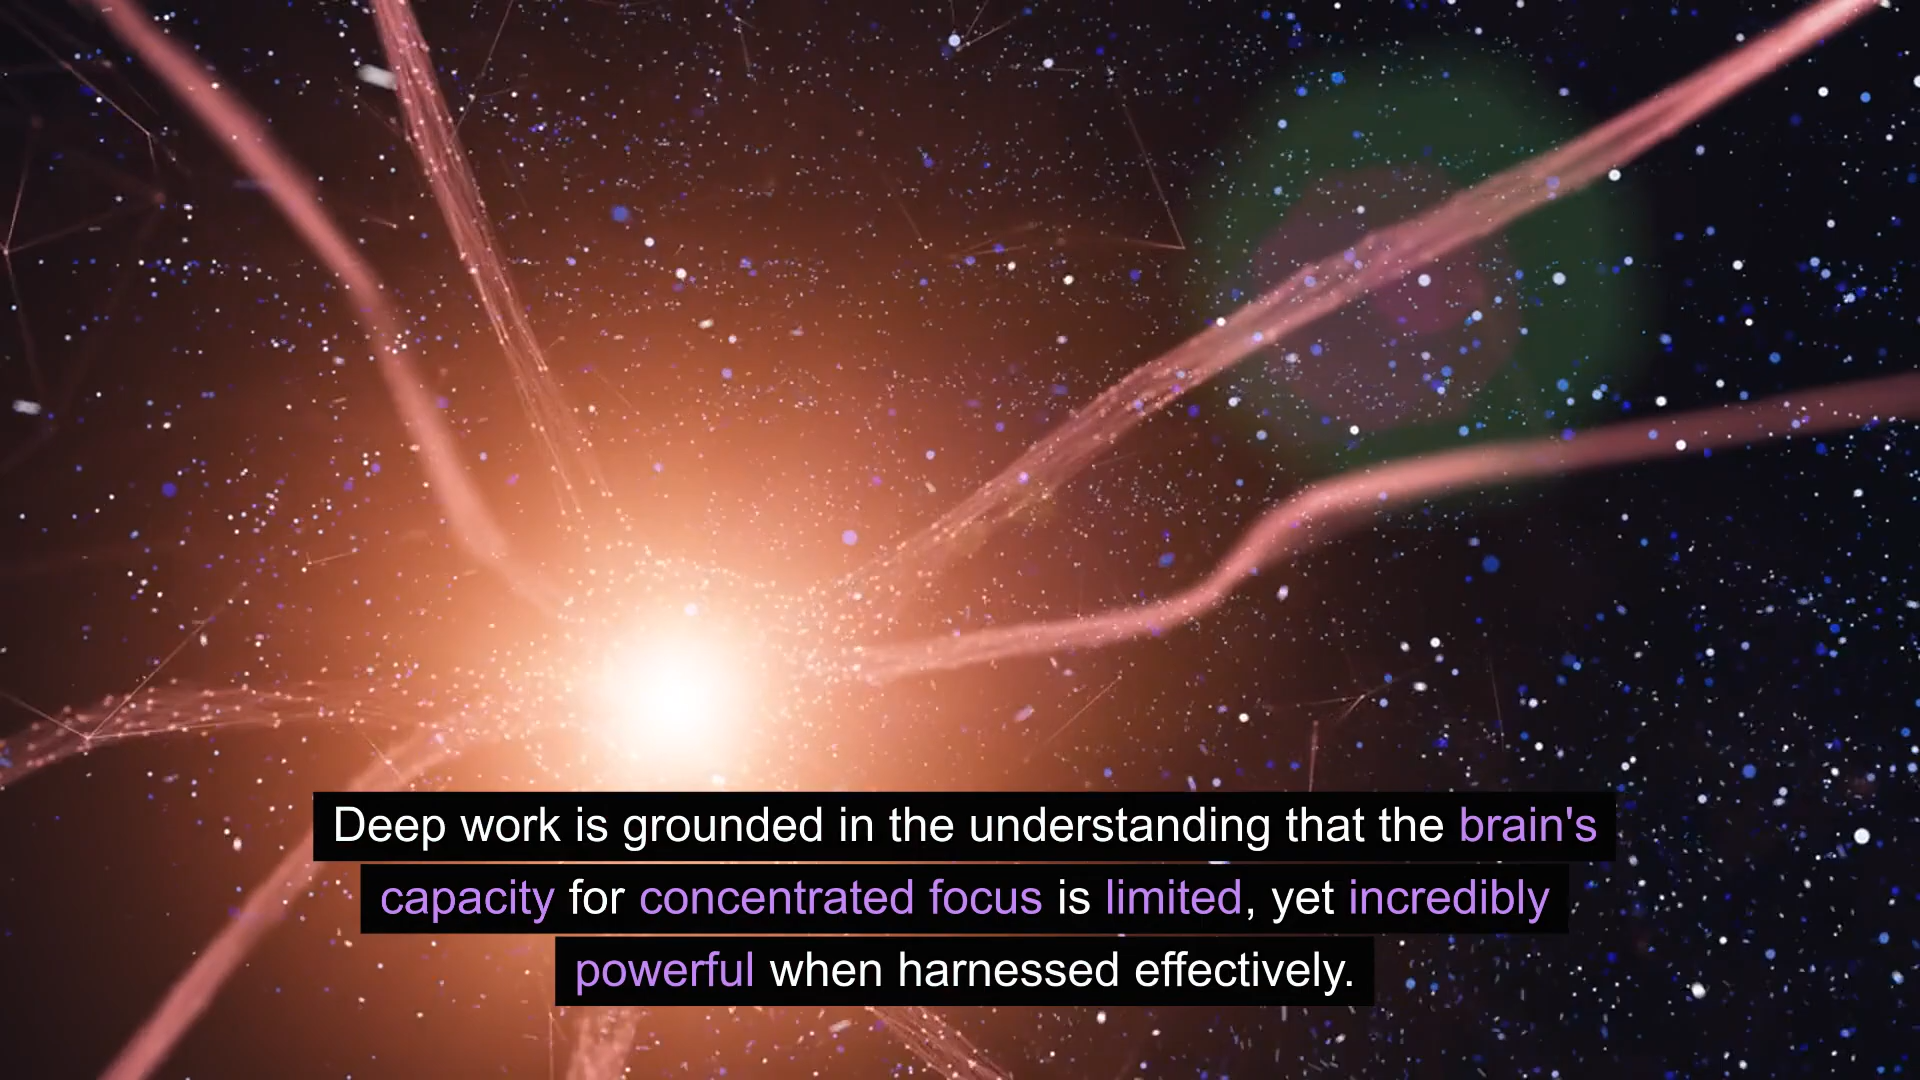 Deep work is grounded in the understanding that the brain's
capacity for concentrated focus is limited, yet incredibly
powerful when harnessed effectively.